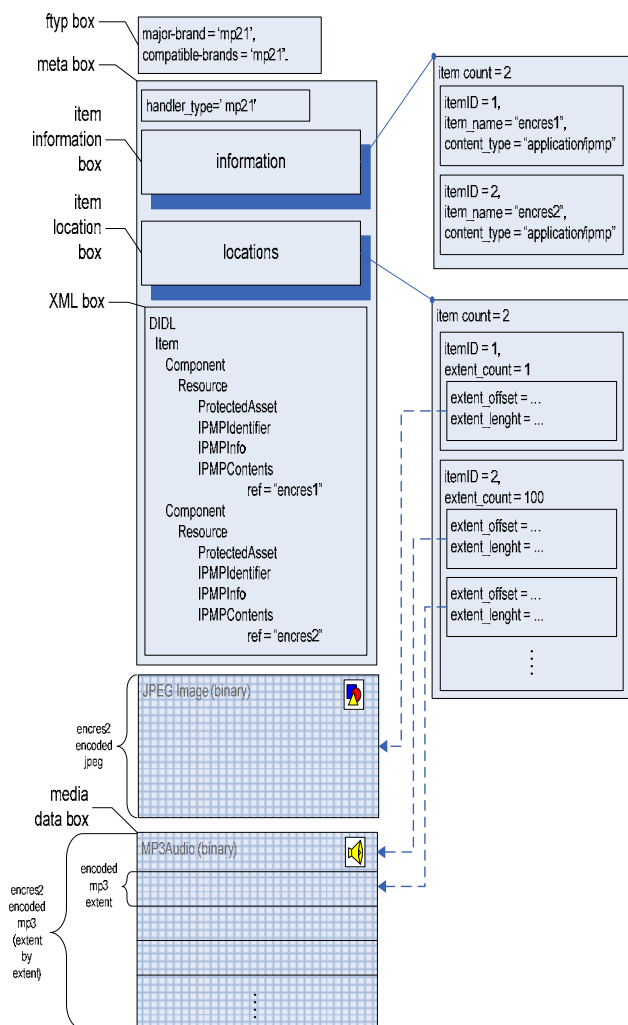 ftyp box
major-brand = 'mp21',
compatible-brands = 'mp21'..
meta box
handler_type=' mp21'
item
information
box
information
item
location
box
locations
XML box
DIDL
Item
Component
Resource
ProtectedAsset
IPMPIdentifier
IPMPInfo
IPMPContents
ref = “encres1”
Component
Resource
ProtectedAsset
IPMPIdentifier
IPMPInfo
IPMPContents
ref = “encres2”
item count = 2
itemID = 1,
item_name = “encres1”,
content_type = “application/ipmp”
itemID = 2,
item_name = “encres2”,
content_type = “application/ipmp”
item count = 2
itemID = 1,
extent_count = 1
extent_offset = ...
extent_lenght = ...
itemID = 2,
extent_count = 100
extent_offset = ...
extent_lenght = ...
extent_offset = ...
extent_lenght = ...
JPEG Image (binary)
encres2
encoded
jpeg
media
data box
MP3Audio (binary)
encoded
mp3
extent
encres2
encoded
mp3
(extent
by
extent)